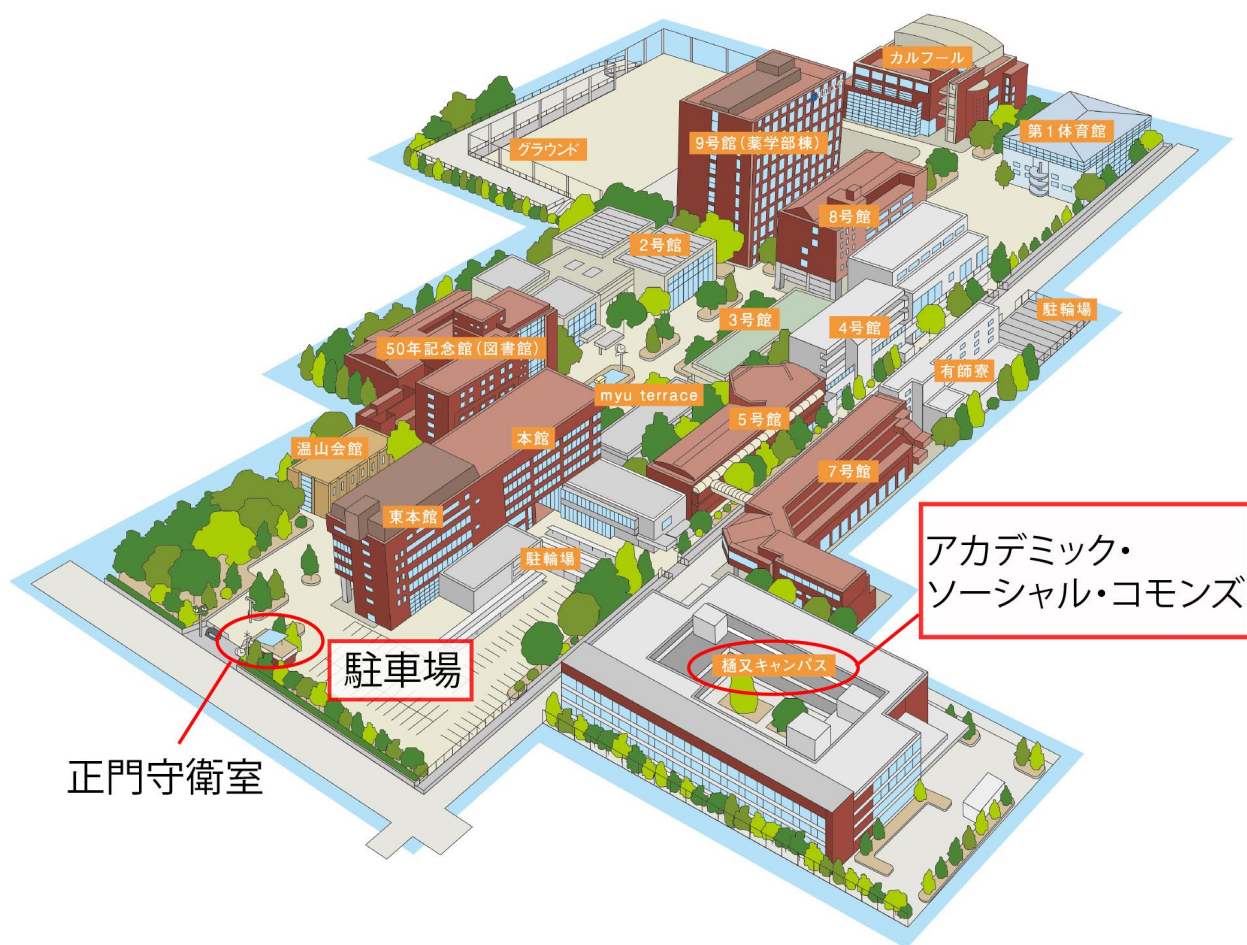 カルフール
第1体育館
9号館(薬学部棟)
グラウンド
8号館
2号館
3号館
4号館
駐輪場
50年記念館(図書館)
有師寮
myu terrace
5号館
本館
温山会館
7号館
東本館
駐輪場
アカデミック・
ソーシャル・コモンズ
樋又キャンパス
駐車場
正門守衛室